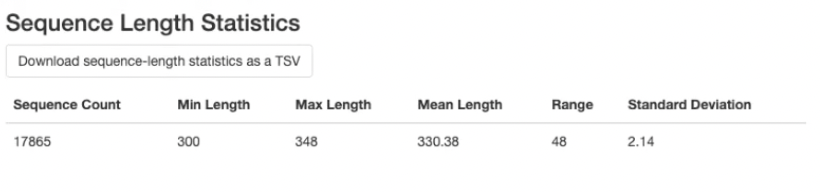 Sequence Length Statistics
Download sequence-length statistics as a TSV
Sequence Count Min Length Max Length Mean Length Range Standard Deviation
17865 300 348 330.38 48 2.14